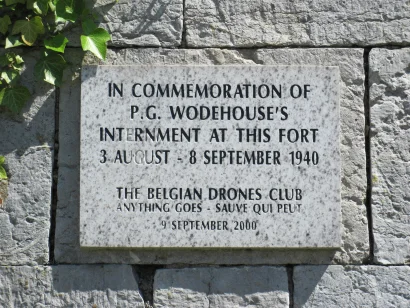 IN COMMEMORATION OF
P.G. WODEHOUSE'S
INTERNMENT AT THIS FORT
3 AUGUST - 8 SEPTEMBER 1940
THE BELGIAN DRONES CLUB
ANYTHING GOES - SAUVE QUI PEUT
9 SEPTEMBER 2000